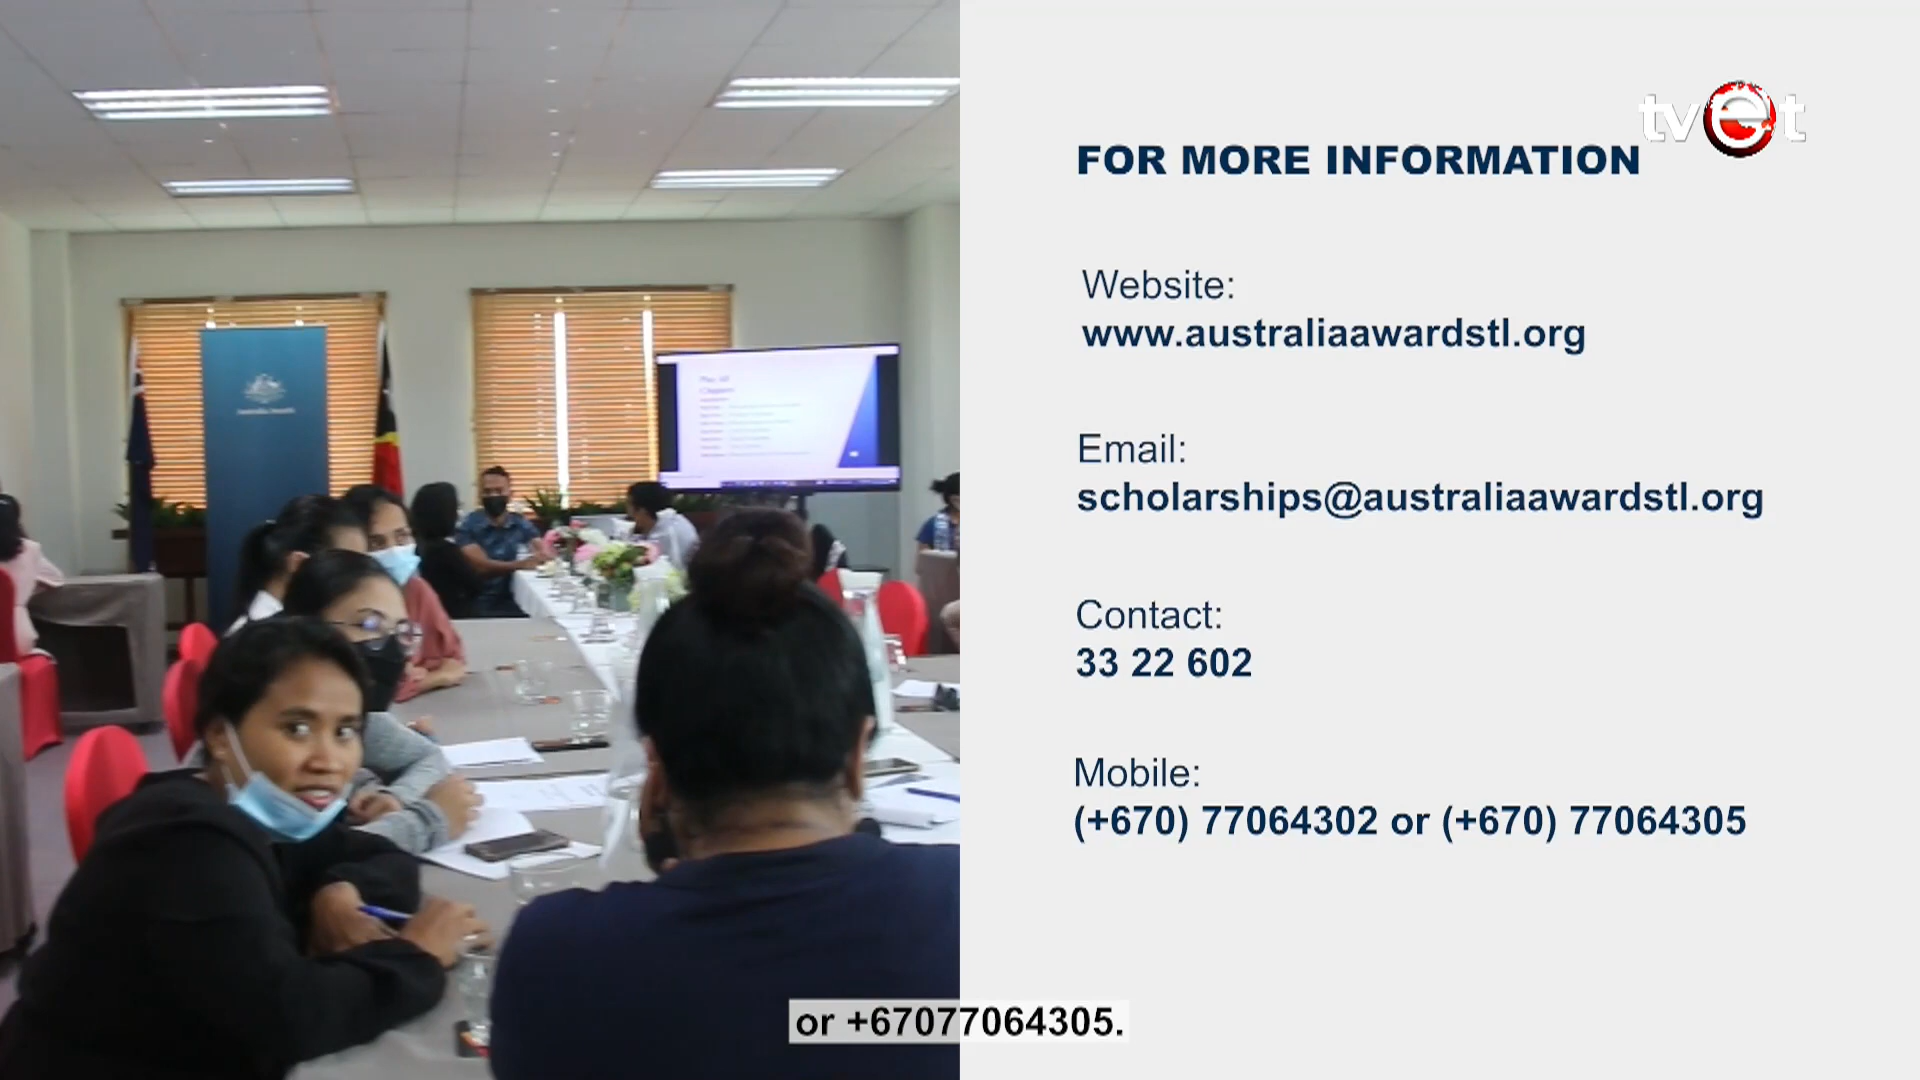 tvet
FOR MORE INFORMATION
Website:
www.australiaawardstl.org
Email:
scholarships@australiaawardstl.org
Contact:
33 22 602
Mobile:
(+670) 77064302 or (+670) 77064305
or +67077064305.